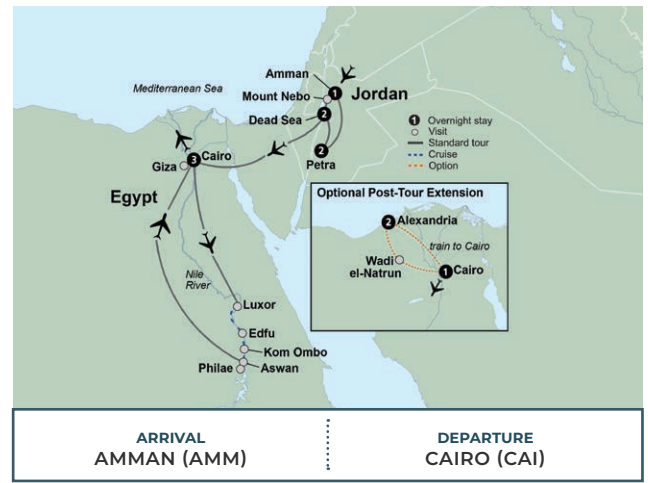 Mediterranean Sea
Amman
1
Mount Nebo
Jordan
Dead Sea
2
2
Petra
1 Overnight stay
Visit
Standard tour
Cruise
Option
3 Cairo
Giza
Egypt
Nile
River
Luxor
Edfu
Kom Ombo
Philae
Aswan
Optional Post-Tour Extension
2 Alexandria
train to Cairo
Wadi
el-Natrun
1 Cairo
ARRIVAL
AMMAN (AMM)
DEPARTURE
CAIRO (CAI)